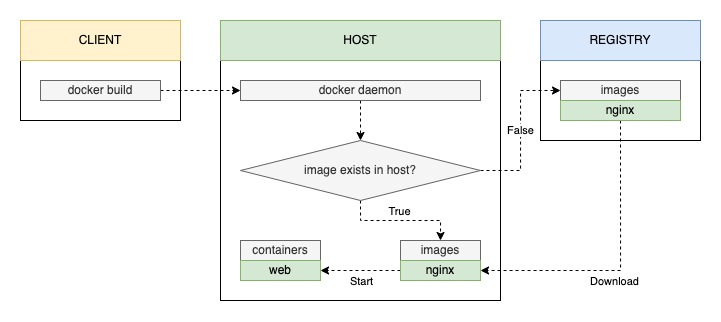 CLIENT
HOST
REGISTRY
docker build
docker daemon
images
nginx
False
image exists in host?
True
containers
web
images
nginx
Start
Download